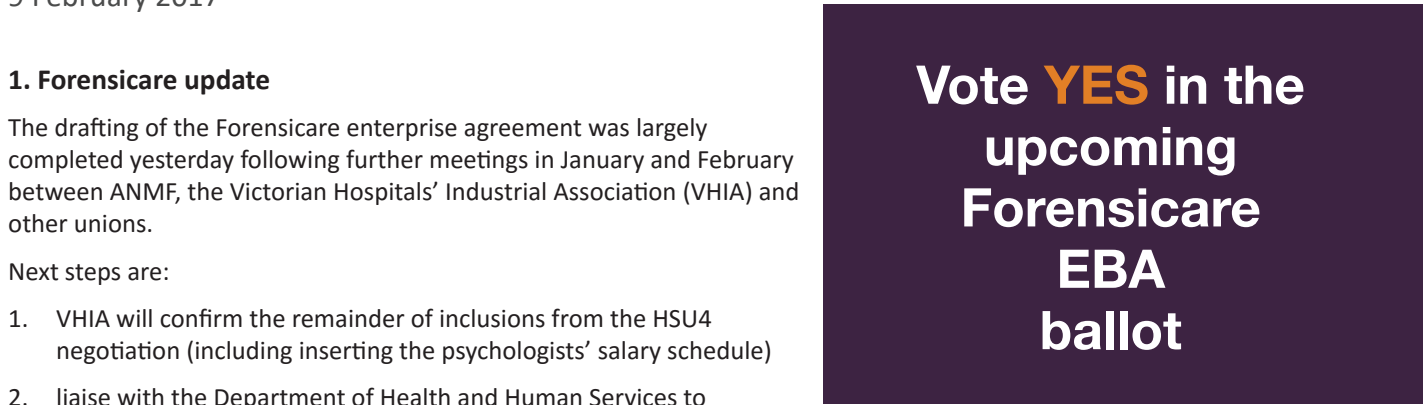 9 February 2017
1. Forensicare update
The drafting of the Forensicare enterprise agreement was largely
completed yesterday following further meetings in January and February
between ANMF, the Victorian Hospitals’ Industrial Association (VHIA) and
other unions.
Next steps are:
1. VHIA will confirm the remainder of inclusions from the HSU4
negotiation (including inserting the psychologists’ salary schedule)
2. liaise with the Department of Health and Human Services to
Vote YES in the
upcoming
Forensicare
EBA
ballot